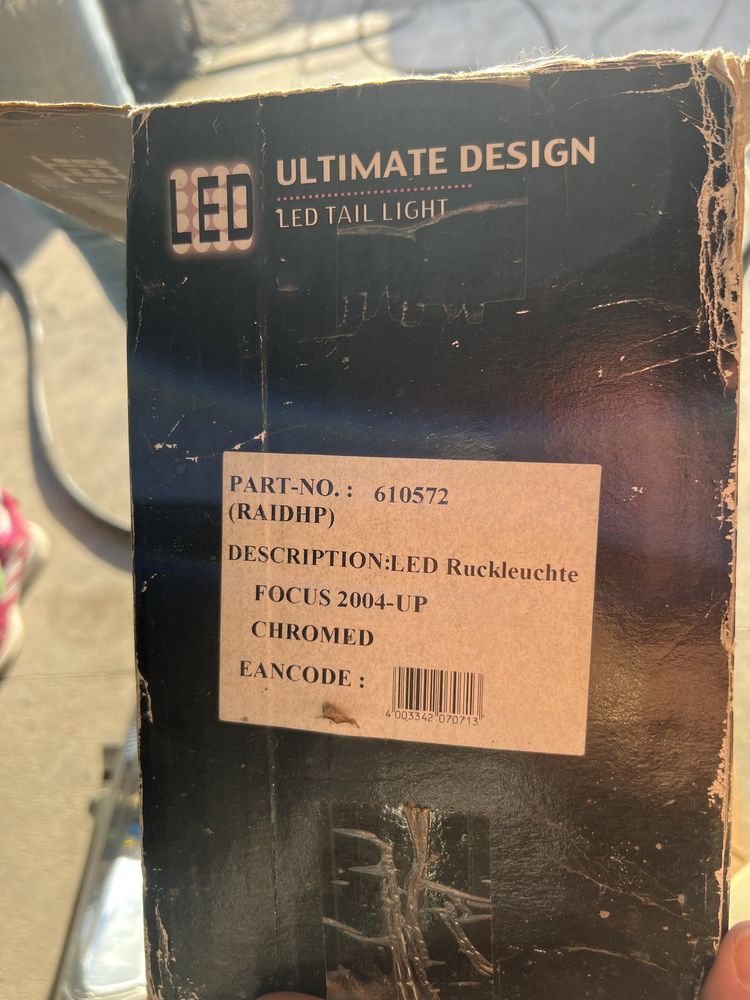 LED
ULTIMATE DESIGN
LED TAIL LIGHT
PART-NO. : 610572
(RAIDHP)
DESCRIPTION:LED Ruckleuchte
FOCUS 2004-UP
CHROMED
EANCODE :
4 003342 070713